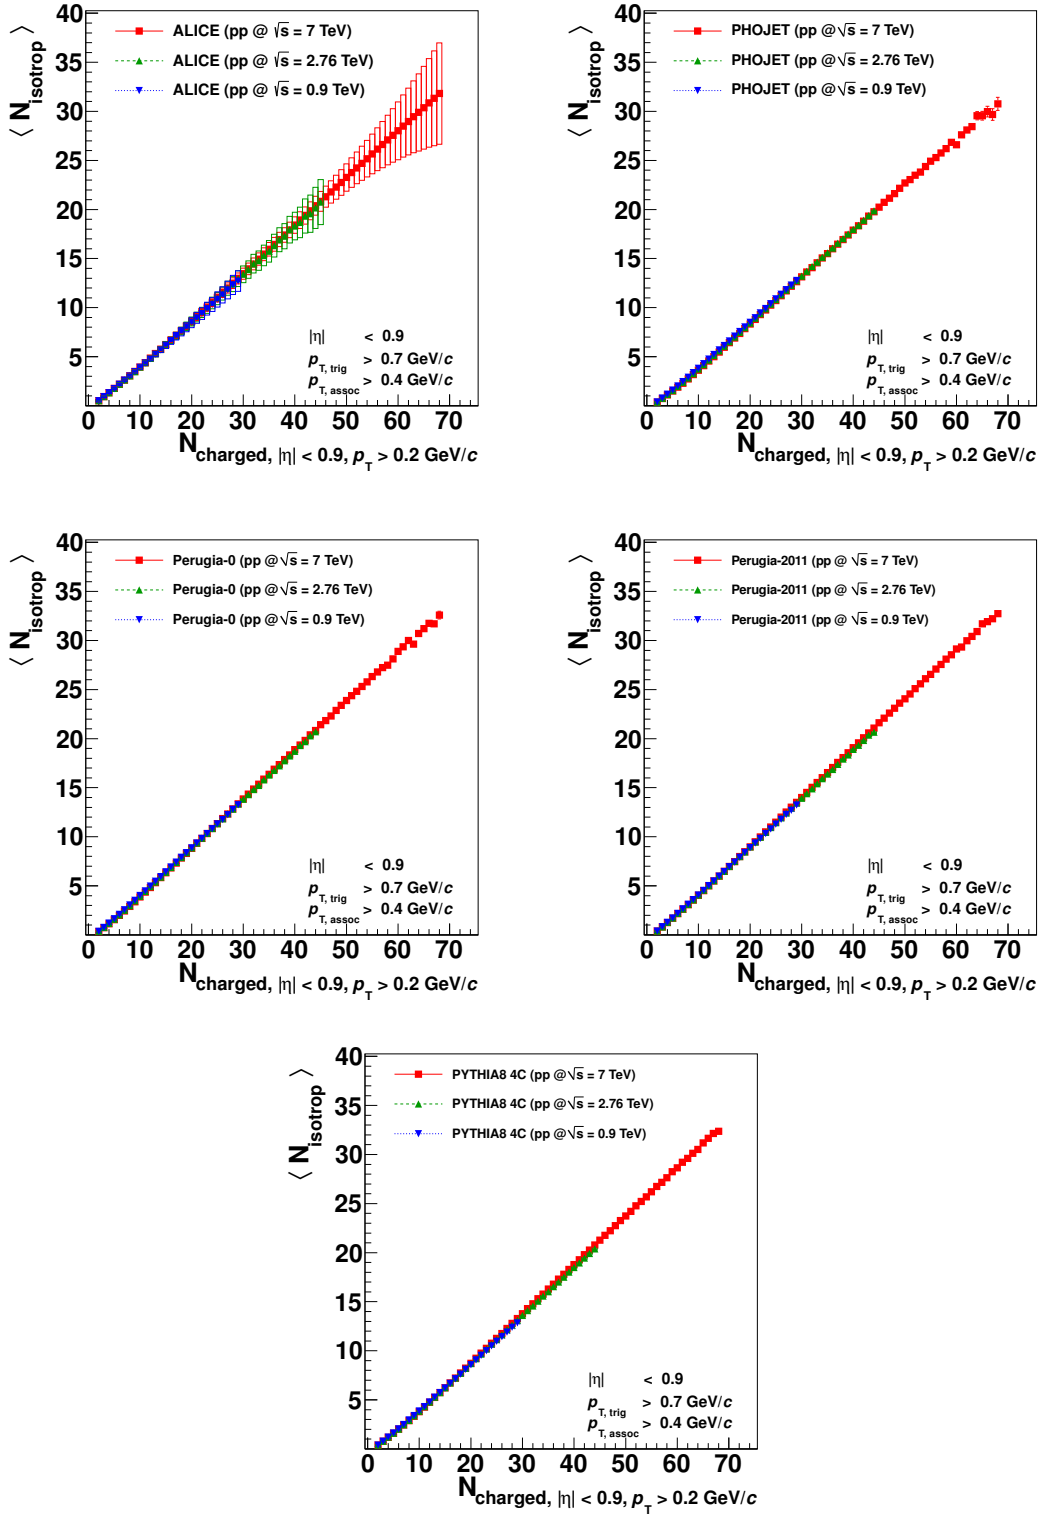 ⟨ N_isotrop ⟩
40
35
30
25
20
15
10
5
ALICE (pp @ √s = 7 TeV)
ALICE (pp @ √s = 2.76 TeV)
ALICE (pp @ √s = 0.9 TeV)
|η| < 0.9
p_T, trig > 0.7 GeV/c
p_T, assoc > 0.4 GeV/c
0 10 20 30 40 50 60 70
N_charged, |η| < 0.9, p_T > 0.2 GeV/c
⟨ N_isotrop ⟩
40
35
30
25
20
15
10
5
PHOJET (pp @ √s = 7 TeV)
PHOJET (pp @ √s = 2.76 TeV)
PHOJET (pp @ √s = 0.9 TeV)
|η| < 0.9
p_T, trig > 0.7 GeV/c
p_T, assoc > 0.4 GeV/c
0 10 20 30 40 50 60 70
N_charged, |η| < 0.9, p_T > 0.2 GeV/c
⟨ N_isotrop ⟩
40
35
30
25
20
15
10
5
Perugia-0 (pp @ √s = 7 TeV)
Perugia-0 (pp @ √s = 2.76 TeV)
Perugia-0 (pp @ √s = 0.9 TeV)
|η| < 0.9
p_T, trig > 0.7 GeV/c
p_T, assoc > 0.4 GeV/c
0 10 20 30 40 50 60 70
N_charged, |η| < 0.9, p_T > 0.2 GeV/c
⟨ N_isotrop ⟩
40
35
30
25
20
15
10
5
Perugia-2011 (pp @ √s = 7 TeV)
Perugia-2011 (pp @ √s = 2.76 TeV)
Perugia-2011 (pp @ √s = 0.9 TeV)
|η| < 0.9
p_T, trig > 0.7 GeV/c
p_T, assoc > 0.4 GeV/c
0 10 20 30 40 50 60 70
N_charged, |η| < 0.9, p_T > 0.2 GeV/c
⟨ N_isotrop ⟩
40
35
30
25
20
15
10
5
PYTHIA8 4C (pp @ √s = 7 TeV)
PYTHIA8 4C (pp @ √s = 2.76 TeV)
PYTHIA8 4C (pp @ √s = 0.9 TeV)
|η| < 0.9
p_T, trig > 0.7 GeV/c
p_T, assoc > 0.4 GeV/c
0 10 20 30 40 50 60 70
N_charged, |η| < 0.9, p_T > 0.2 GeV/c